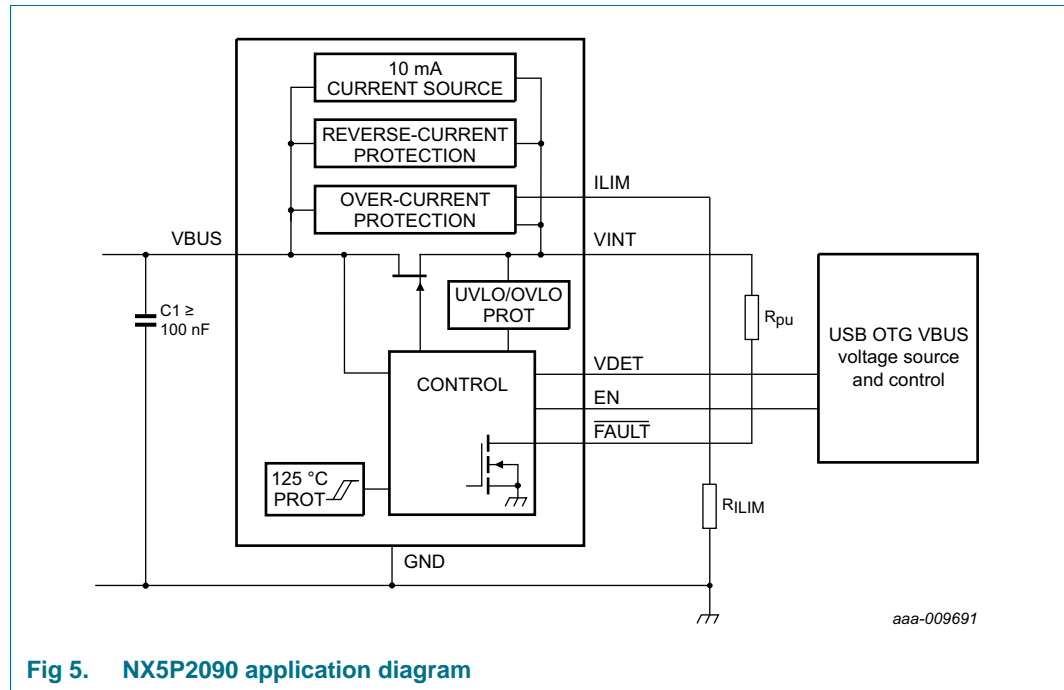 10 mA
CURRENT SOURCE
REVERSE-CURRENT
PROTECTION
OVER-CURRENT
PROTECTION
ILIM
VBUS
VINT
C1 ≥
100 nF
UVLO/OVLO
PROT
Rpu
USB OTG VBUS
voltage source
and control
CONTROL
VDET
EN
FAULT
125 °C
PROT
RILIM
GND
aaa-009691
Fig 5. NX5P2090 application diagram